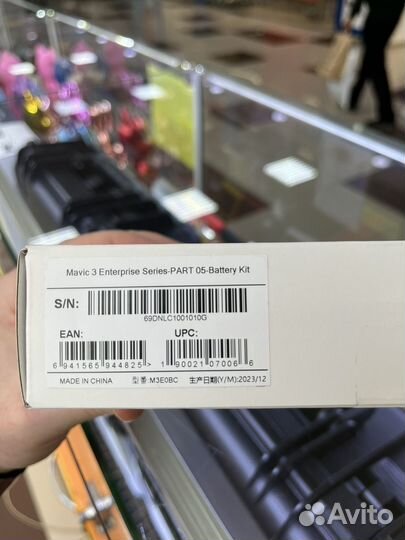 Mavic 3 Enterprise Series-PART 05-Battery Kit
S/N:
69DNLC1001010G
EAN: UPC:
6 941565 944825 > 1 90021 07006 6
MADE IN CHINA 型号:M3E0BC 生产日期(Y/M):2023/12
Avito